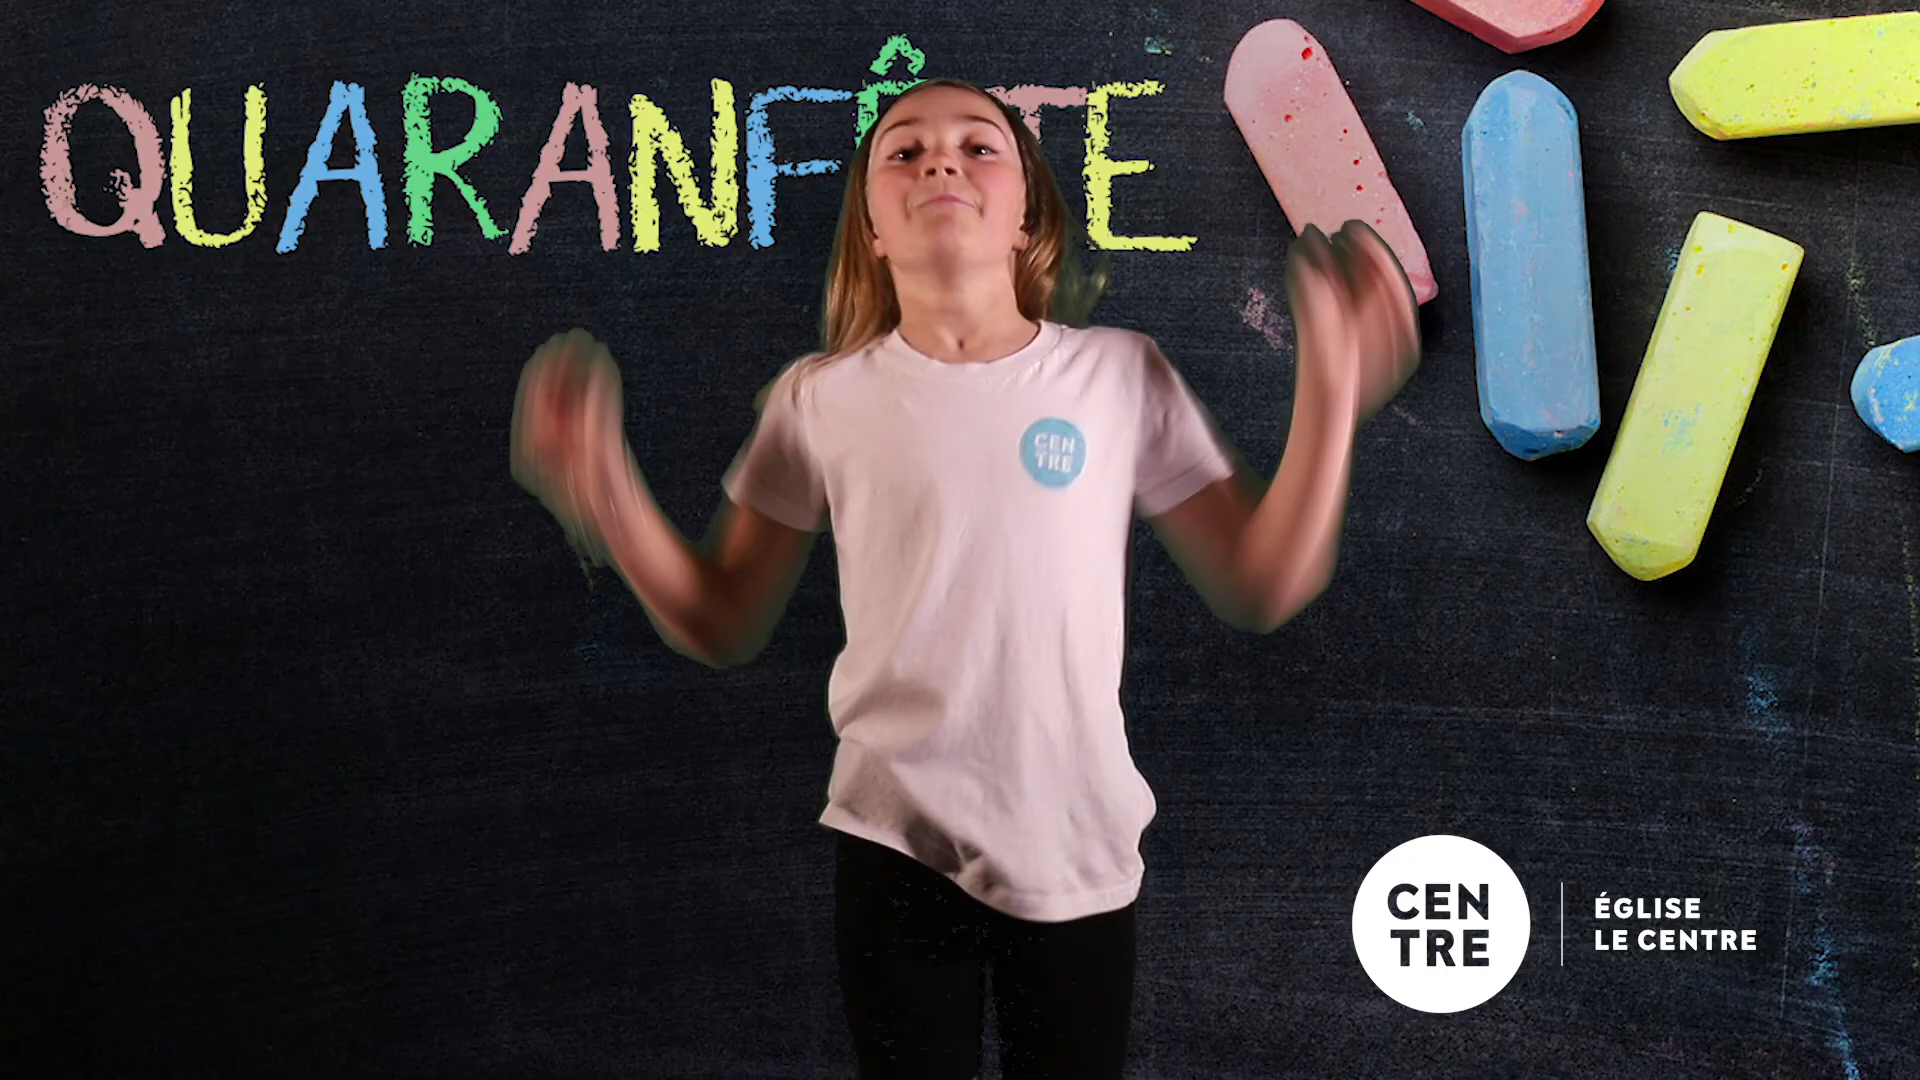 QUARANFÊTE
CEN
TRE
CEN
TRE
ÉGLISE
LE CENTRE